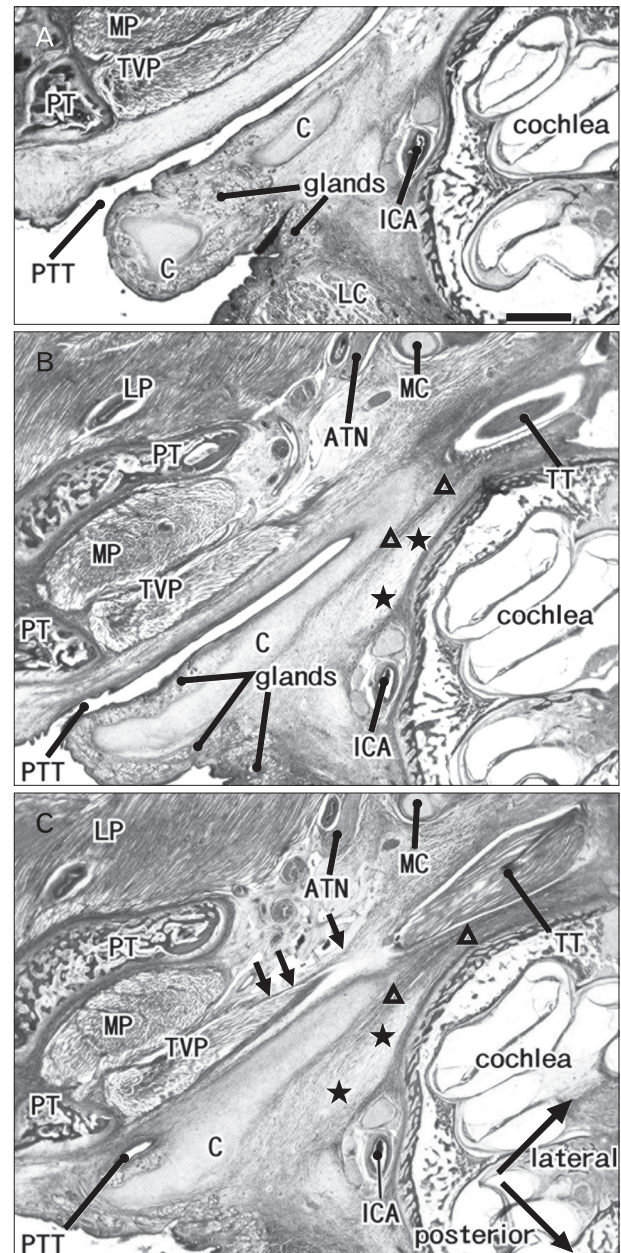 A
MP
TVP
PT
C
cochlea
glands
ICA
PTT
C
LC
B
LP
MC
ATN
PT
TT
MP
TVP
cochlea
PT
C
glands
ICA
PTT
C
LP
MC
ATN
PT
TT
MP
TVP
cochlea
PT
C
lateral
ICA
posterior
PTT